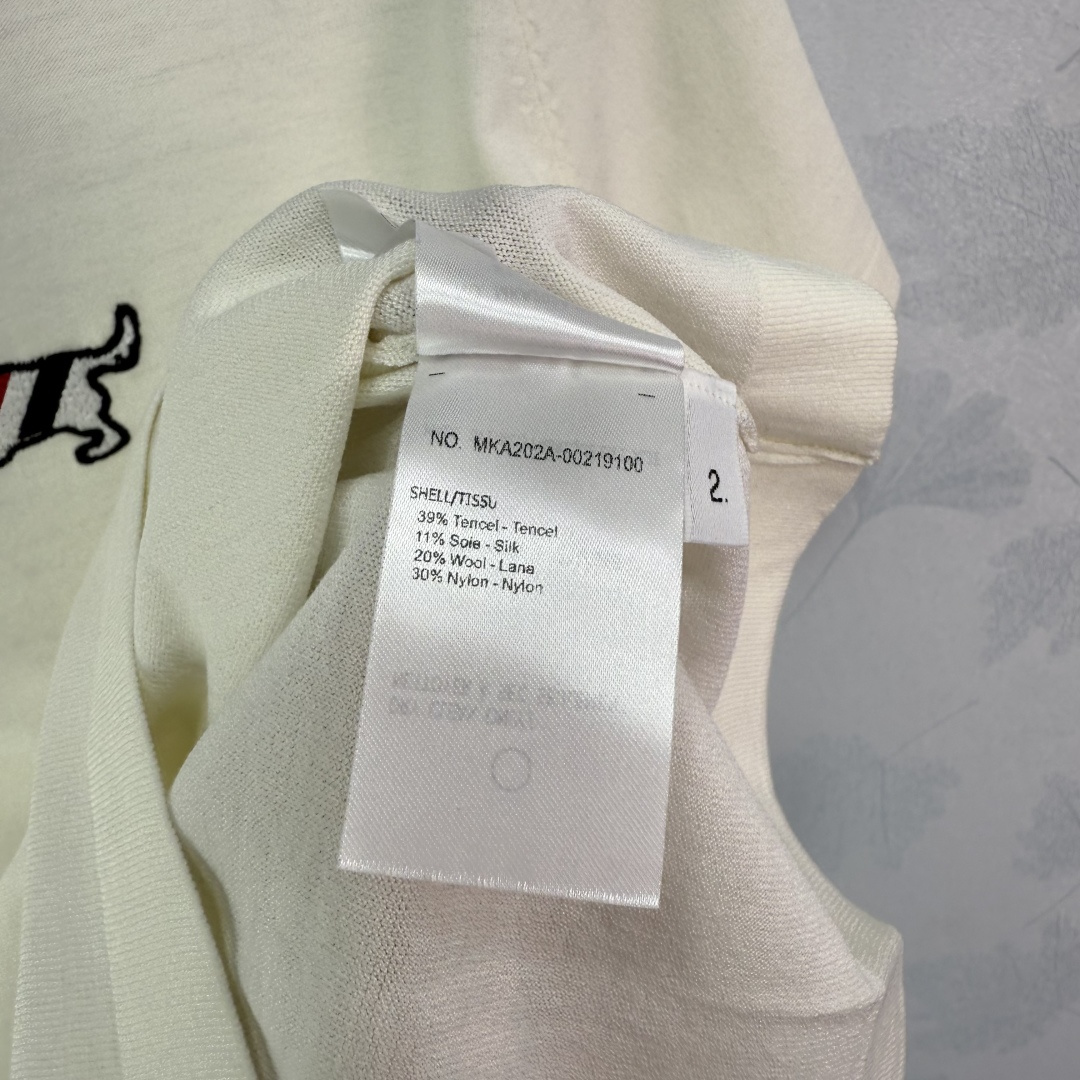 NO. MKA202A-00219100
2.
SHELL/TISSU
39% Tencel - Tencel
11% Soie - Silk
20% Wool - Lana
30% Nylon - Nylon